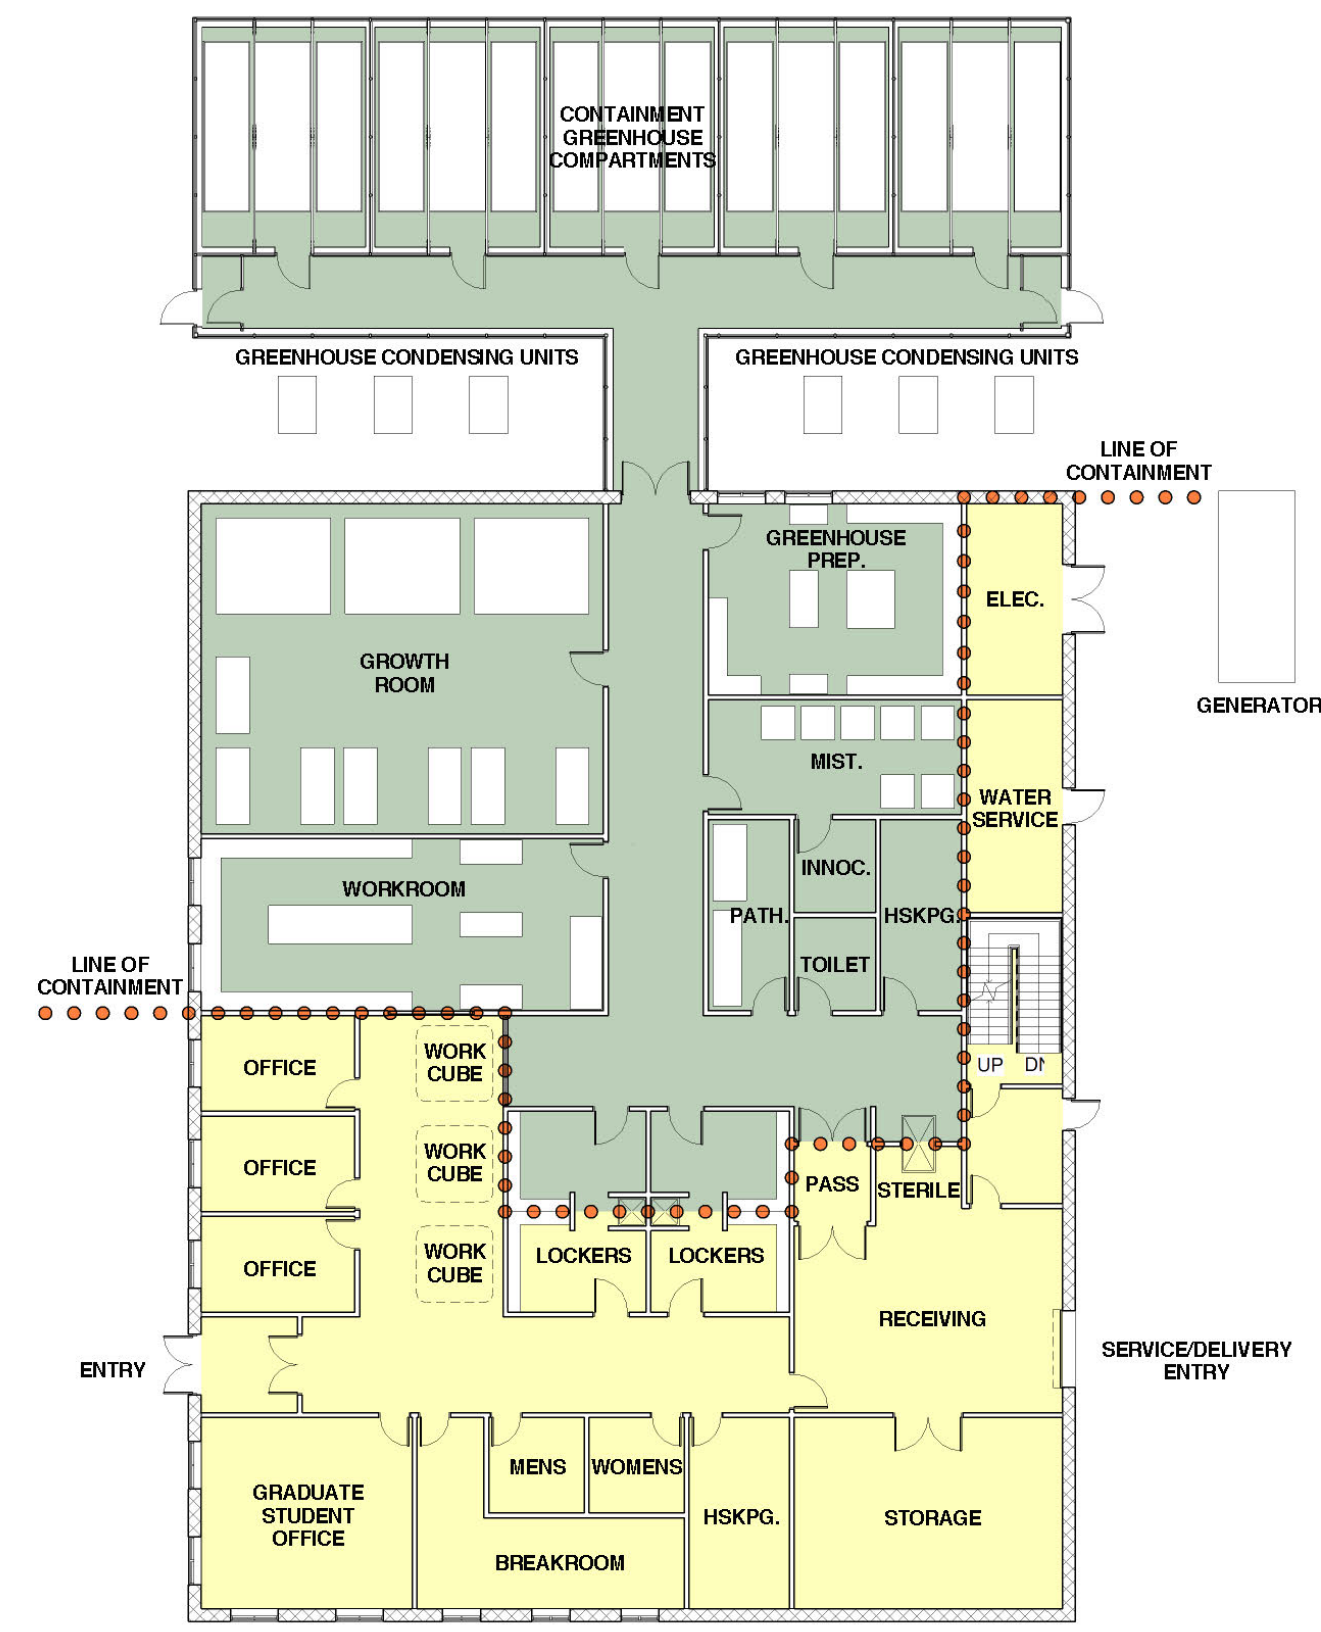 CONTAINMENT
GREENHOUSE
COMPARTMENTS
GREENHOUSE CONDENSING UNITS
GREENHOUSE CONDENSING UNITS
LINE OF
CONTAINMENT
GREENHOUSE
PREP.
ELEC.
GROWTH
ROOM
GENERATOR
MIST.
WATER
SERVICE
INNOC.
WORKROOM
PATH.
HSKPG.
TOILET
LINE OF
CONTAINMENT
OFFICE
WORK
CUBE
UP
DN
OFFICE
WORK
CUBE
PASS
STERILE
OFFICE
WORK
CUBE
LOCKERS
LOCKERS
RECEIVING
ENTRY
SERVICE/DELIVERY
ENTRY
GRADUATE
STUDENT
OFFICE
MENS
WOMENS
HSKPG.
STORAGE
BREAKROOM